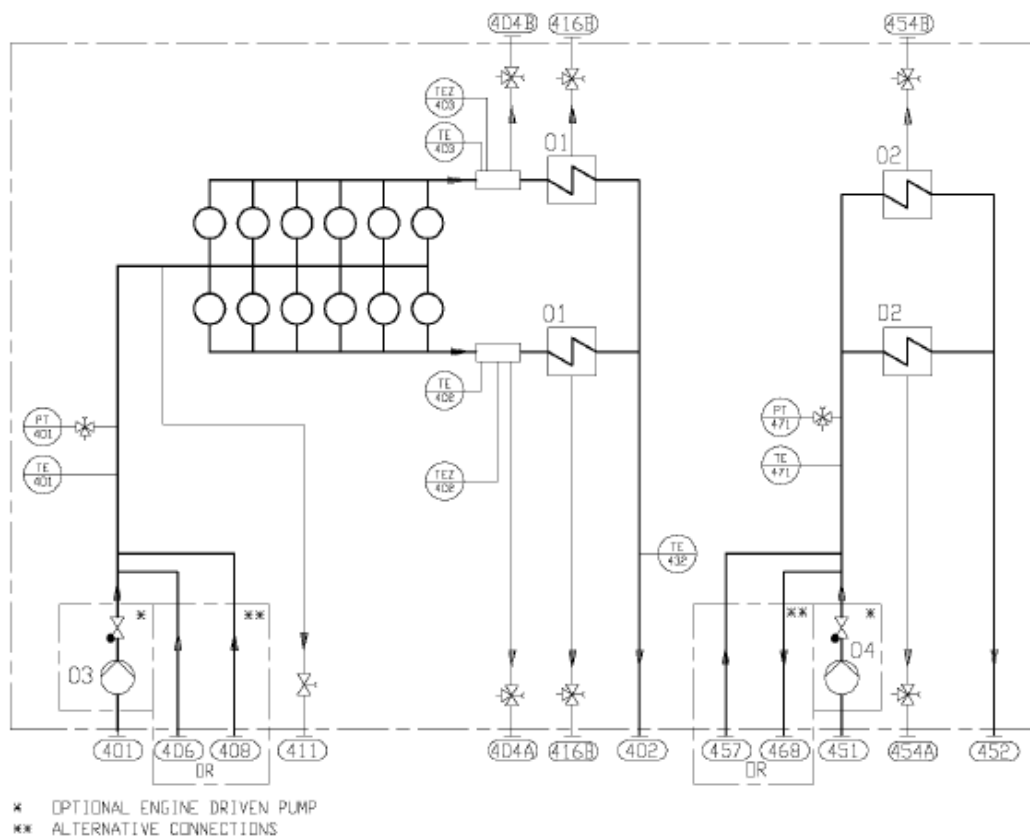 404B 416B 454B
TEZ 403
TE 403
01 02
01 02
TE 402
PT 401
PT 471
TE 401
TE 471
TEZ 402
TE 432
* ** ** *
03 04
401 406 408 411 404A 416B 402 457 468 451 454A 452
OR OR
* OPTIONAL ENGINE DRIVEN PUMP
** ALTERNATIVE CONNECTIONS